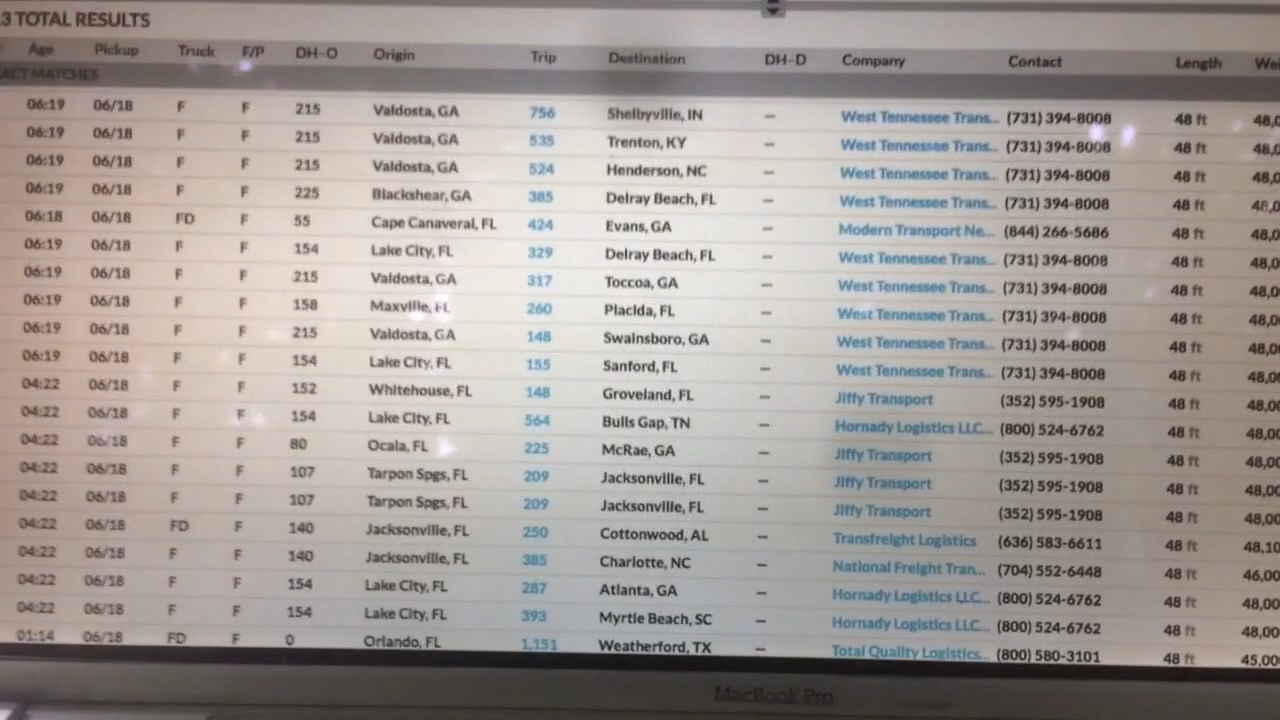 3 TOTAL RESULTS
Age Pickup Truck F/P DH-O Origin Trip Destination DH-D Company Contact Length
ACT MATCHES
06:19 06/18 F F 215 Valdosta, GA 756 Shelbyville, IN – West Tennessee Trans... (731) 394-8008 48 ft 48,0
06:19 06/18 F F 215 Valdosta, GA 535 Trenton, KY – West Tennessee Trans... (731) 394-8008 48 ft 48,0
06:19 06/18 F F 215 Valdosta, GA 524 Henderson, NC – West Tennessee Trans... (731) 394-8008 48 ft 48,0
06:19 06/18 F F 225 Blackshear, GA 385 Delray Beach, FL – West Tennessee Trans... (731) 394-8008 48 ft 48,0
06:18 06/18 FD F 55 Cape Canaveral, FL 424 Evans, GA – Modern Transport Ne... (844) 266-5686 48 ft 48,0
06:19 06/18 F F 154 Lake City, FL 329 Delray Beach, FL – West Tennessee Trans... (731) 394-8008 48 ft 48,0
06:19 06/18 F F 215 Valdosta, GA 317 Toccoa, GA – West Tennessee Trans... (731) 394-8008 48 ft 48,0
06:19 06/18 F F 158 Maxville, FL 260 Placida, FL – West Tennessee Trans... (731) 394-8008 48 ft 48,0
06:19 06/18 F F 215 Valdosta, GA 148 Swainsboro, GA – West Tennessee Trans... (731) 394-8008 48 ft 48,00
06:19 06/18 F F 154 Lake City, FL 155 Sanford, FL – West Tennessee Trans... (731) 394-8008 48 ft 48,00
04:22 06/18 F F 152 Whitehouse, FL 148 Groveland, FL – Jiffy Transport (352) 595-1908 48 ft 48,00
04:22 06/18 F F 154 Lake City, FL 564 Bulls Gap, TN – Hornady Logistics LLC... (800) 524-6762 48 ft 48,00
04:22 06/18 F F 80 Ocala, FL 225 McRae, GA – Jiffy Transport (352) 595-1908 48 ft 48,00
04:22 06/18 F F 107 Tarpon Spgs, FL 209 Jacksonville, FL – Jiffy Transport (352) 595-1908 48 ft 48,00
04:22 06/18 F F 107 Tarpon Spgs, FL 209 Jacksonville, FL – Jiffy Transport (352) 595-1908 48 ft 48,00
04:22 06/18 FD F 140 Jacksonville, FL 250 Cottonwood, AL – Transfreight Logistics (636) 583-6611 48 ft 48,10
04:22 06/18 F F 140 Jacksonville, FL 385 Charlotte, NC – National Freight Tran... (704) 552-6448 48 ft 46,00
04:22 06/18 F F 154 Lake City, FL 287 Atlanta, GA – Hornady Logistics LLC... (800) 524-6762 48 ft 48,00
04:22 06/18 F F 154 Lake City, FL 393 Myrtle Beach, SC – Hornady Logistics LLC... (800) 524-6762 48 ft 48,00
01:14 06/18 FD F 0 Orlando, FL 1,151 Weatherford, TX – Total Quality Logistics... (800) 580-3101 48 ft 45,00
MacBook Pro